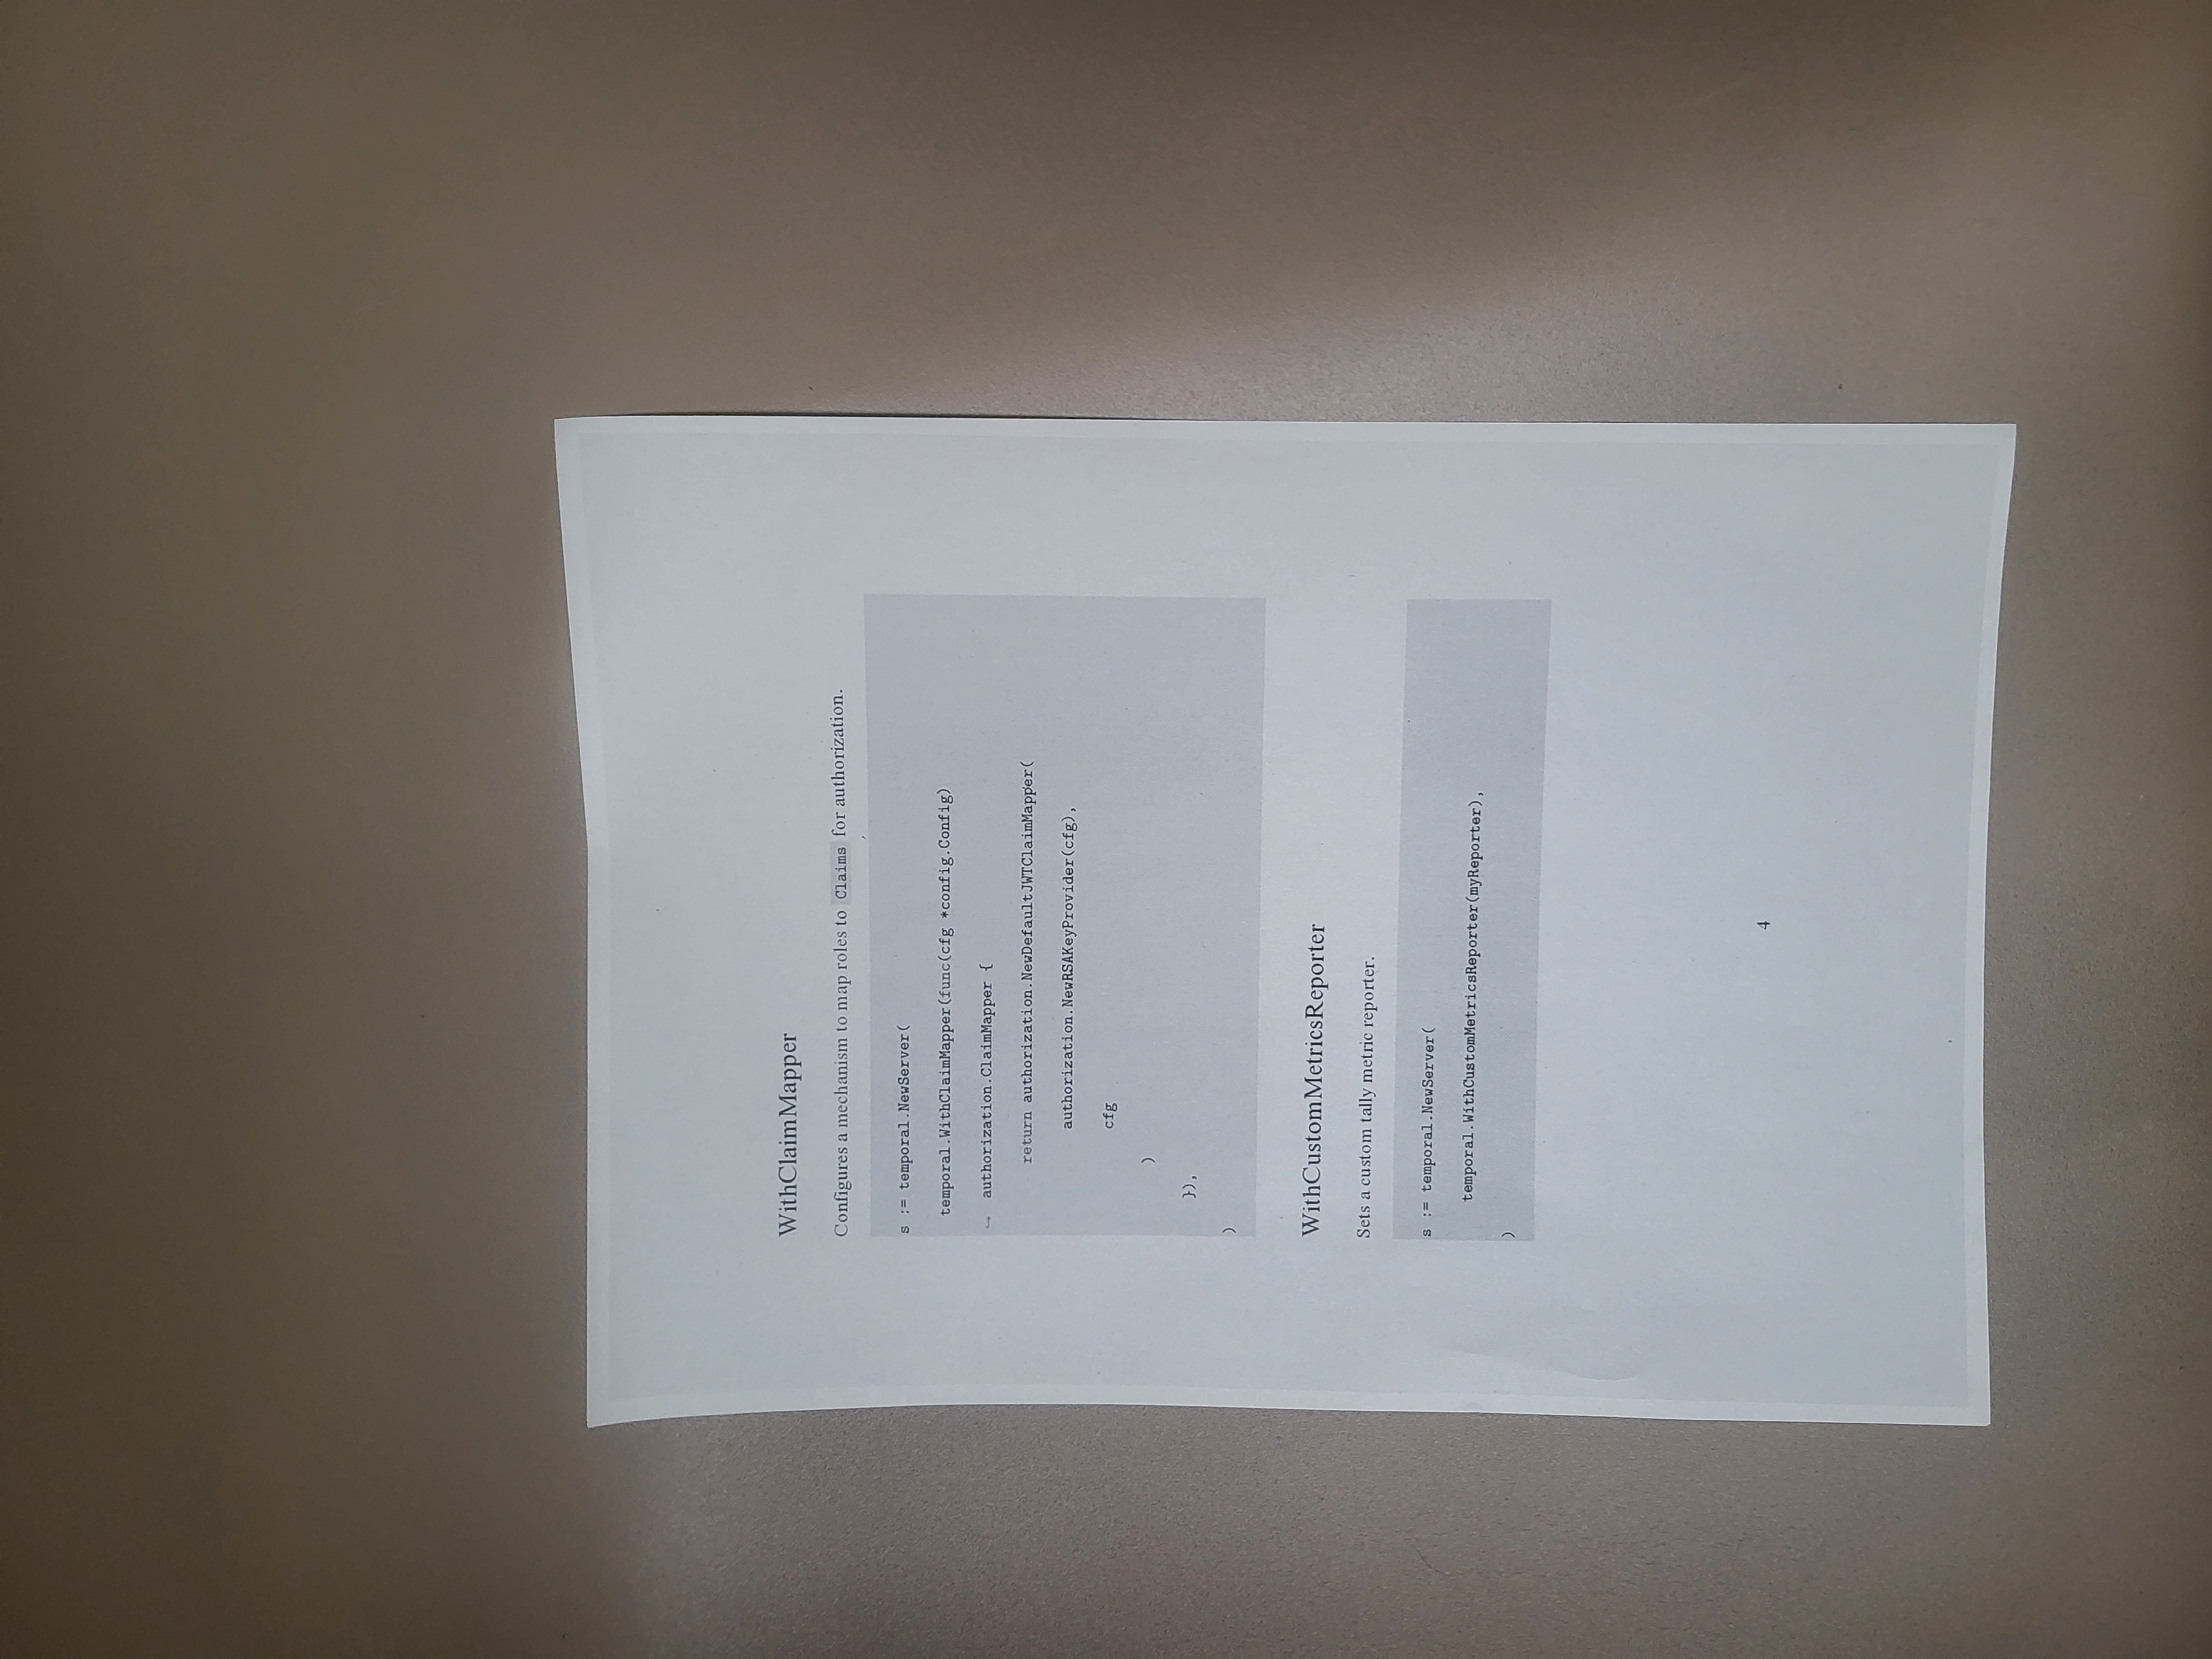 WithClaimMapper
Configures a mechanism to map roles to Claims for authorization.
s := temporal.NewServer(
  temporal.WithClaimMapper(func(cfg *config.Config)
↪  authorization.ClaimMapper {
        return authorization.NewDefaultJWTClaimMapper(
            authorization.NewRSAKeyProvider(cfg),
            cfg
        )
    }),
)
WithCustomMetricsReporter
Sets a custom tally metric reporter.
s := temporal.NewServer(
    temporal.WithCustomMetricsReporter(myReporter),
)
4